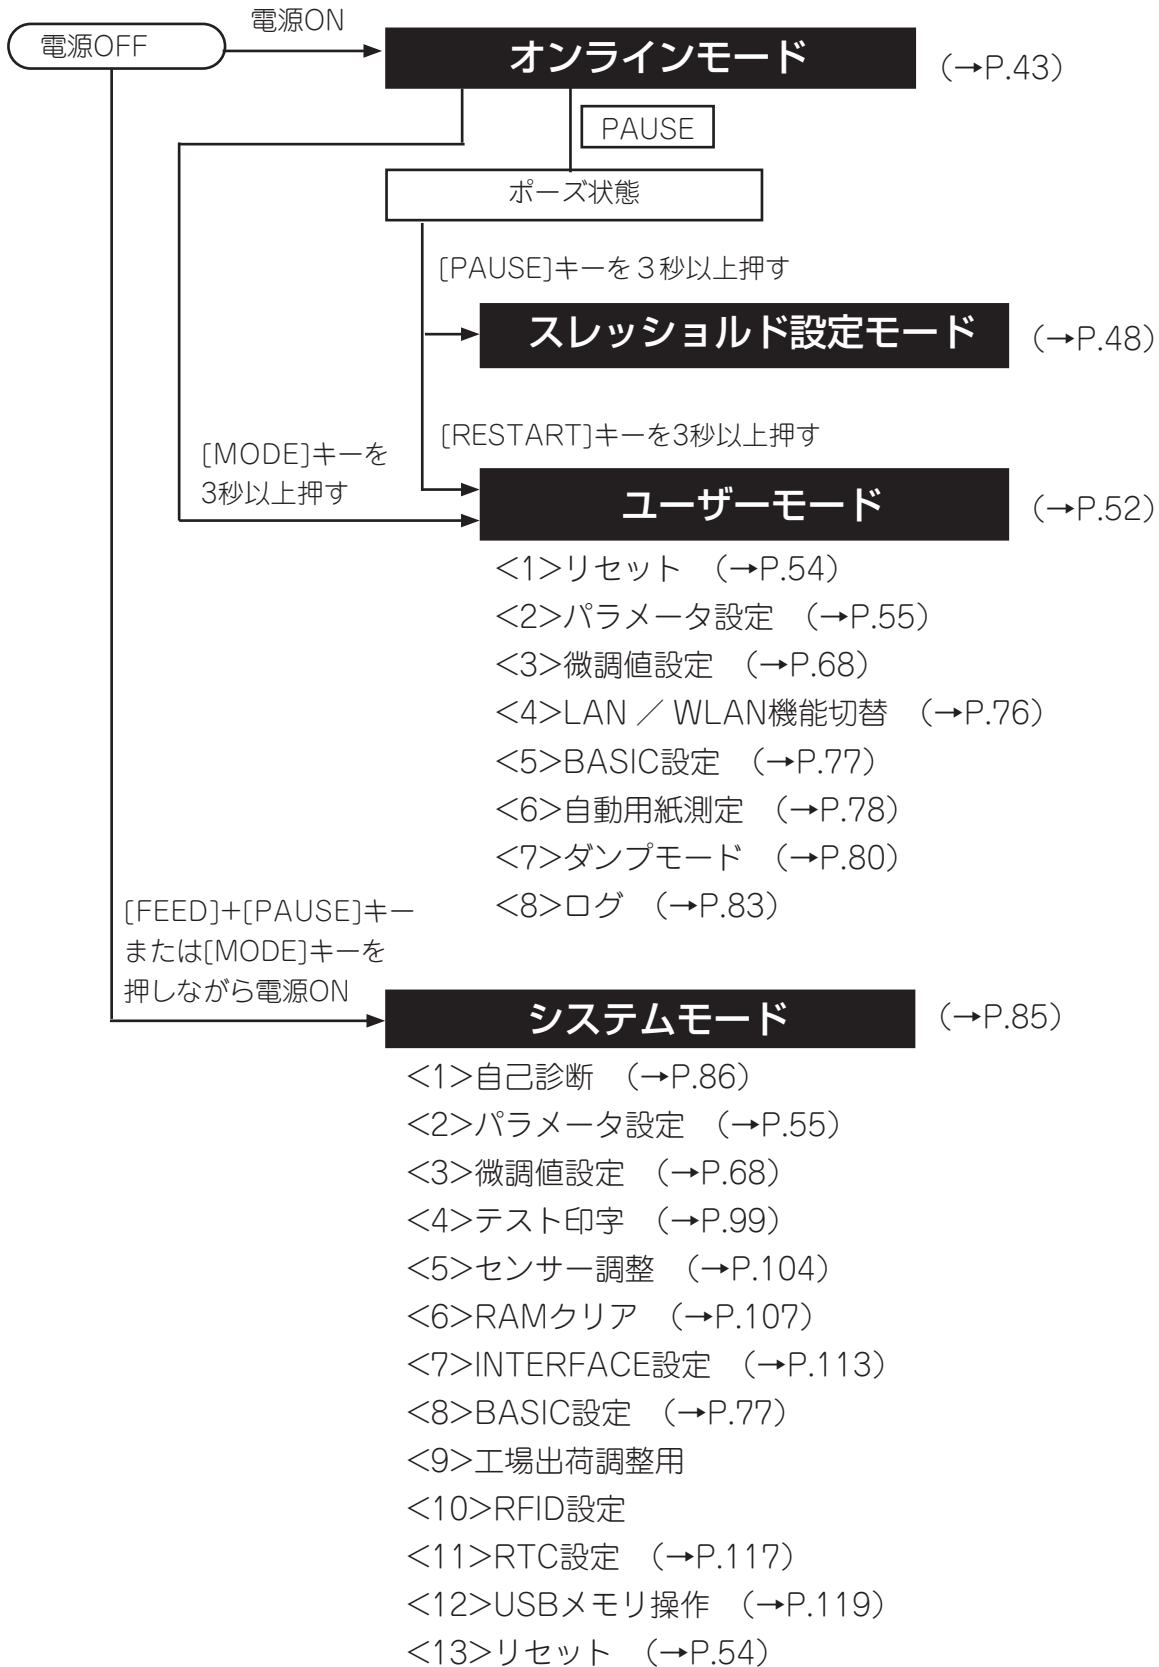 電源ON
電源OFF
オンラインモード
（→P.43）
PAUSE
ポーズ状態
[PAUSE]キーを３秒以上押す
スレッショルド設定モード
（→P.48）
[RESTART]キーを3秒以上押す
[MODE]キーを
3秒以上押す
ユーザーモード
（→P.52）
<1>リセット　（→P.54）
<2>パラメータ設定　（→P.55）
<3>微調値設定　（→P.68）
<4>LAN ／ WLAN機能切替　（→P.76）
<5>BASIC設定　（→P.77）
<6>自動用紙測定　（→P.78）
<7>ダンプモード　（→P.80）
<8>ログ　（→P.83）
[FEED]+[PAUSE]キー
または[MODE]キーを
押しながら電源ON
システムモード
（→P.85）
<1>自己診断　（→P.86）
<2>パラメータ設定　（→P.55）
<3>微調値設定　（→P.68）
<4>テスト印字　（→P.99）
<5>センサー調整　（→P.104）
<6>RAMクリア　（→P.107）
<7>INTERFACE設定　（→P.113）
<8>BASIC設定　（→P.77）
<9>工場出荷調整用
<10>RFID設定
<11>RTC設定　（→P.117）
<12>USBメモリ操作　（→P.119）
<13>リセット　（→P.54）